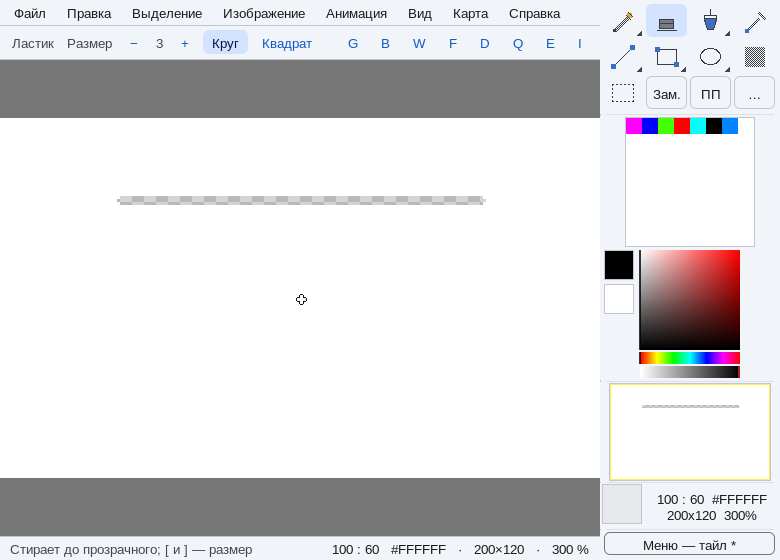 Файл Правка Выделение Изображение Анимация Вид Карта Справка
Ластик Размер − 3 + Круг Квадрат G B W F D Q E I
Зам. ПП ...
100 : 60 #FFFFFF
200x120 300%
Меню — тайл *
Стирает до прозрачного; [ и ] — размер 100 : 60 #FFFFFF · 200×120 · 300 %